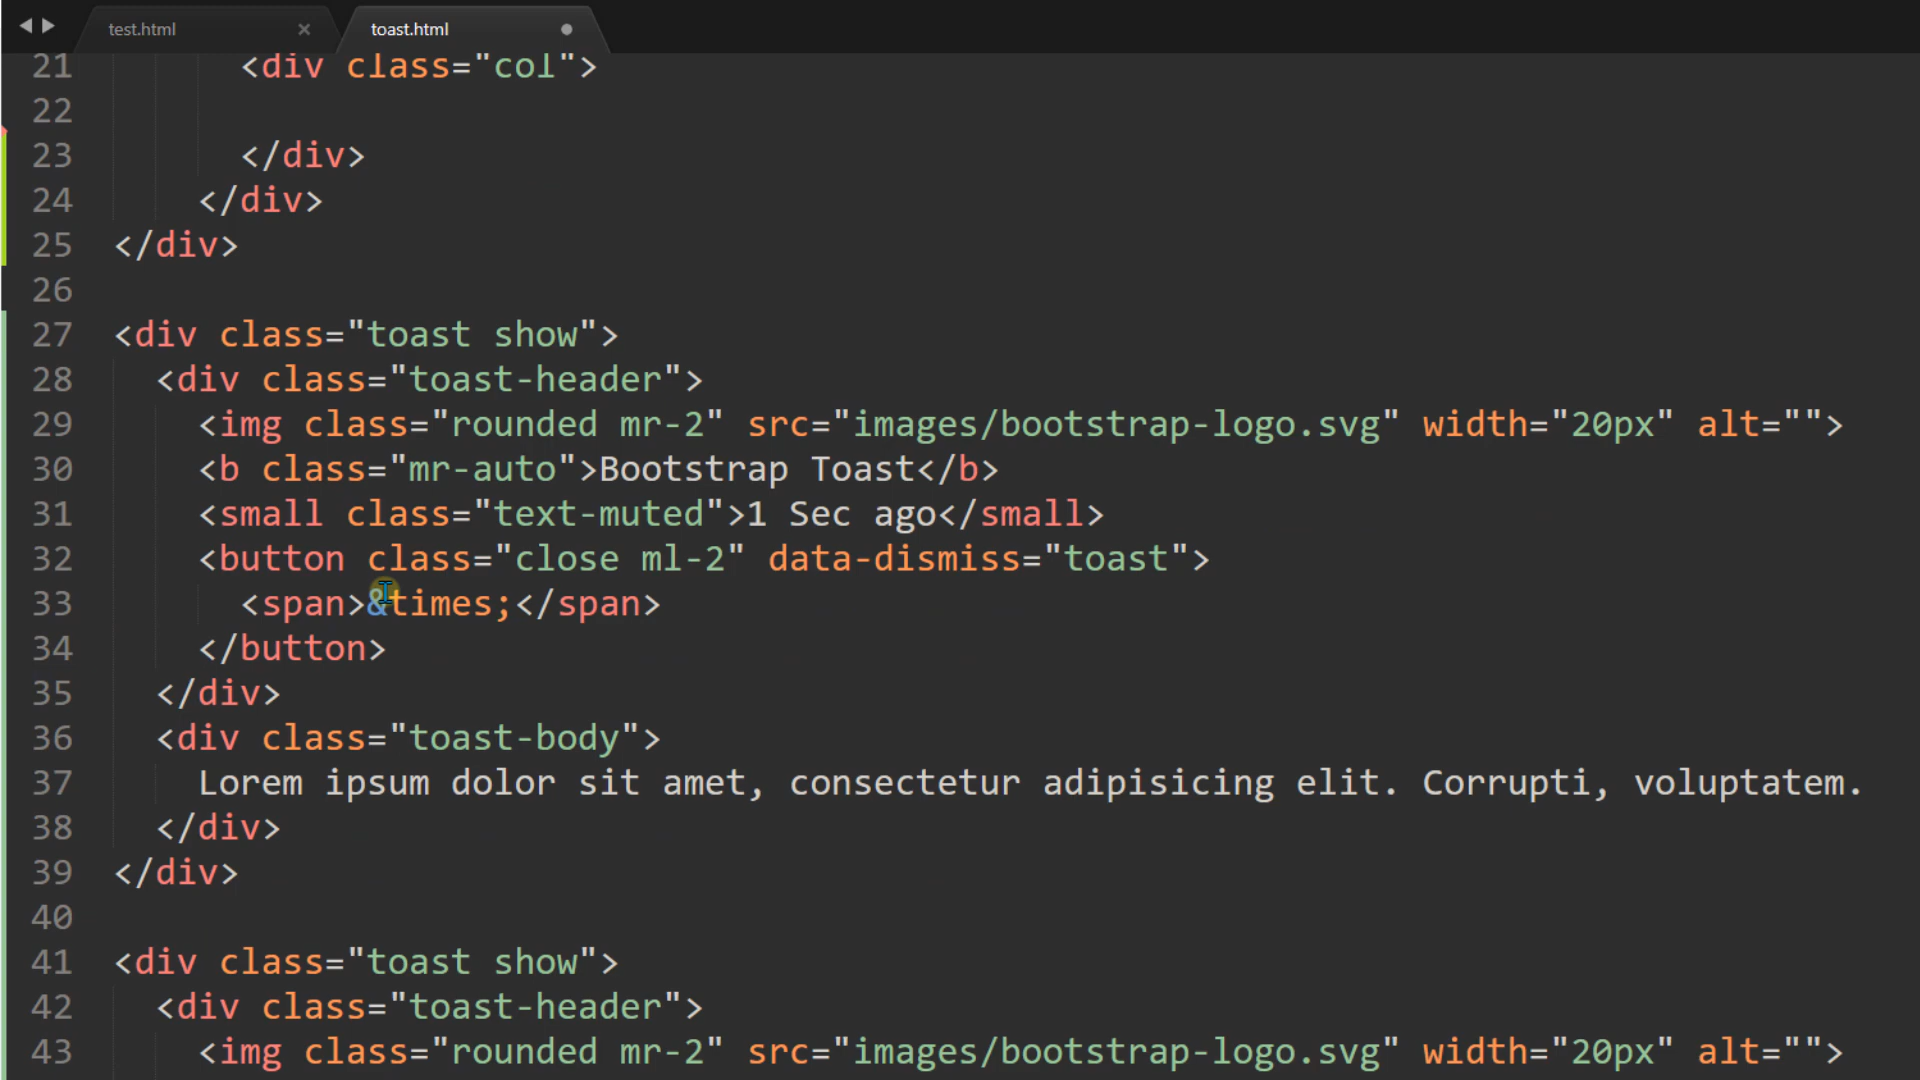 test.html × toast.html
21 <div class="col">
22
23 </div>
24 </div>
25 </div>
26
27 <div class="toast show">
28 <div class="toast-header">
29 <img class="rounded mr-2" src="images/bootstrap-logo.svg" width="20px" alt="">
30 <b class="mr-auto">Bootstrap Toast</b>
31 <small class="text-muted">1 Sec ago</small>
32 <button class="close ml-2" data-dismiss="toast">
33 <span>&times;</span>
34 </button>
35 </div>
36 <div class="toast-body">
37 Lorem ipsum dolor sit amet, consectetur adipisicing elit. Corrupti, voluptatem.
38 </div>
39 </div>
40
41 <div class="toast show">
42 <div class="toast-header">
43 <img class="rounded mr-2" src="images/bootstrap-logo.svg" width="20px" alt="">